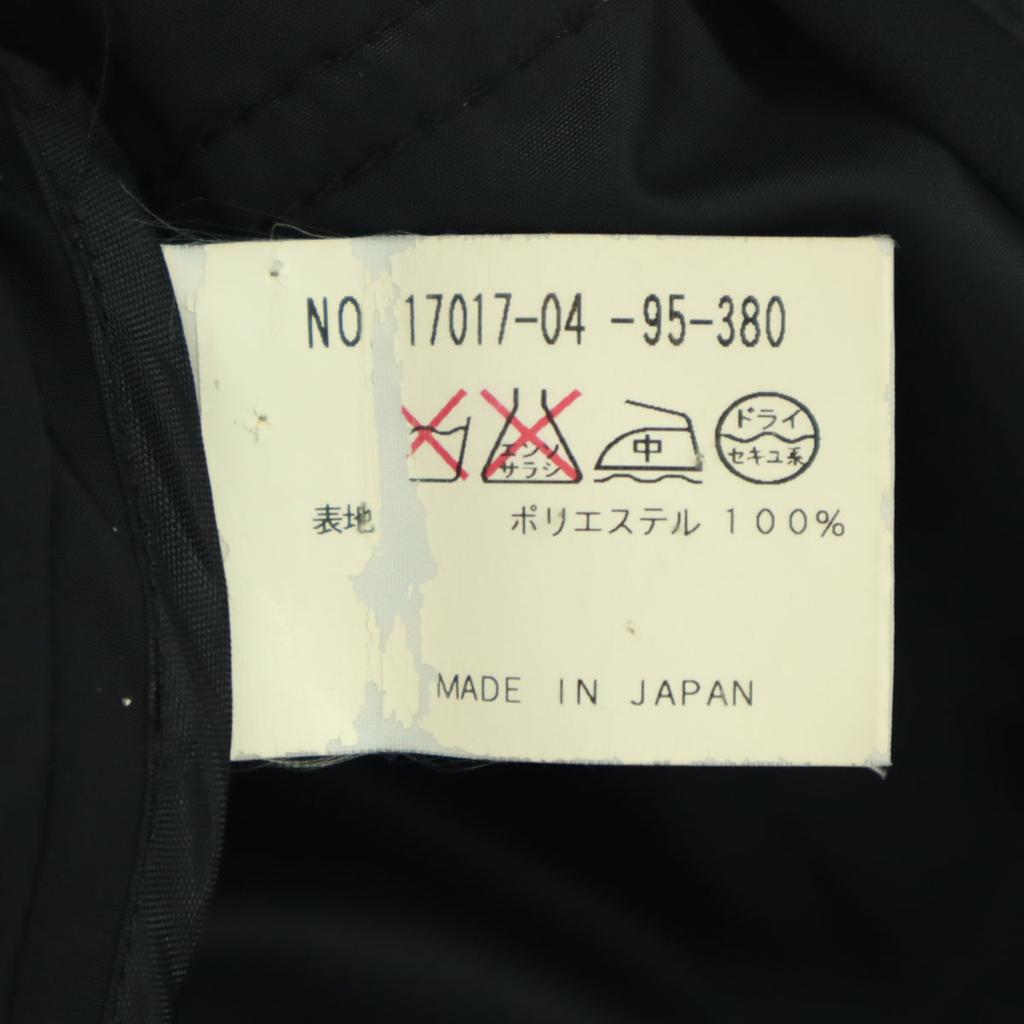 NO 17017-04 -95-380
エンソ
サラシ
中
ドライ
セキユ系
表地 ポリエステル 100%
MADE IN JAPAN